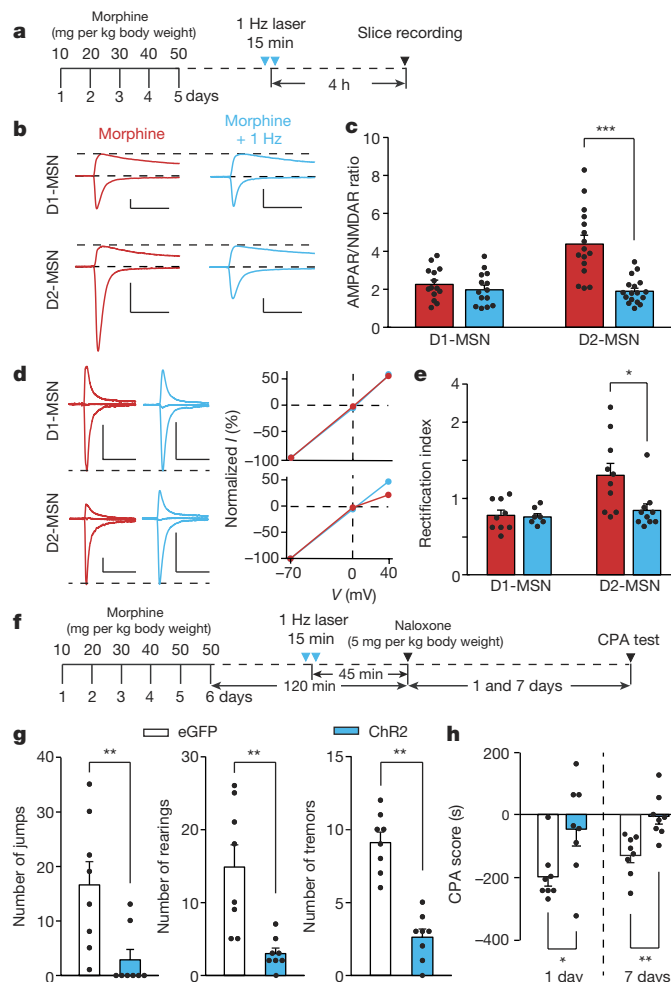 a
Morphine
(mg per kg body weight)
10 20 30 40 50
1 2 3 4 5 days
1 Hz laser
15 min
Slice recording
4 h
b
Morphine
Morphine
+ 1 Hz
D1-MSN
D2-MSN
c
AMPAR/NMDAR ratio
10
8
6
4
2
0
***
D1-MSN D2-MSN
d
D1-MSN
D2-MSN
Normalized I (%)
50
0
−50
−100
50
0
−50
−100
−70 0 40
V (mV)
e
Rectification index
4
2
1
0
*
D1-MSN D2-MSN
f
Morphine
(mg per kg body weight)
10 20 30 40 50 50
1 2 3 4 5 6 days
1 Hz laser
15 min
Naloxone
(5 mg per kg body weight)
CPA test
45 min
120 min
1 and 7 days
g
eGFP
ChR2
Number of jumps
40
30
20
10
0
**
Number of rearings
30
20
10
0
**
Number of tremors
15
10
5
0
**
h
CPA score (s)
200
0
−200
−400
*
**
1 day 7 days